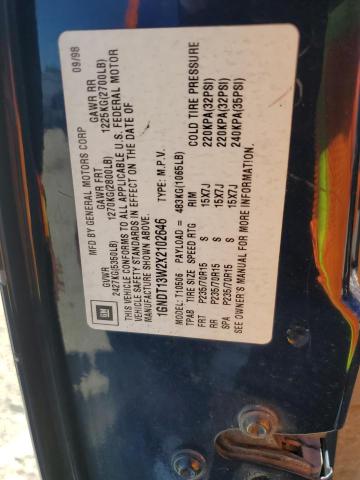 GM
MFD BY GENERAL MOTORS CORP 09/98
GVWR GAWR FRT GAWR RR
2427KG(5350LB) 1270KG(2800LB) 1225KG(2700LB)
THIS VEHICLE CONFORMS TO ALL APPLICABLE U.S. FEDERAL MOTOR
VEHICLE SAFETY STANDARDS IN EFFECT ON THE DATE OF
MANUFACTURE SHOWN ABOVE.
1GNDT13W2X2102646 TYPE: M.P.V.
MODEL: T10506 PAYLOAD = 483KG(1065LB)
TPAB TIRE SIZE SPEED RTG RIM COLD TIRE PRESSURE
FRT P235/70R15 S 15X7J 220KPA(32PSI)
RR P235/70R15 S 15X7J 220KPA(32PSI)
SPA P235/70R15 S 15X7J 240KPA(35PSI)
SEE OWNER'S MANUAL FOR MORE INFORMATION.